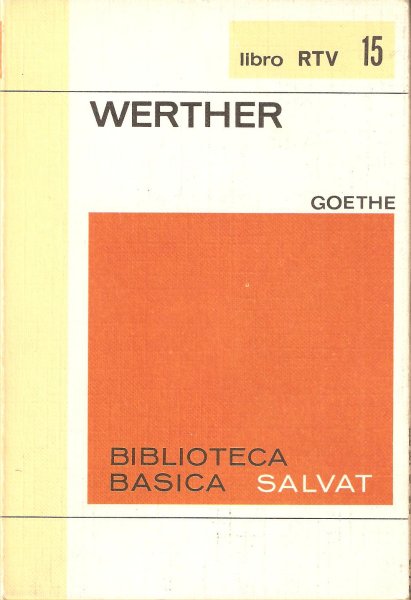 libro RTV 15
WERTHER
GOETHE
BIBLIOTECA
BASICA SALVAT